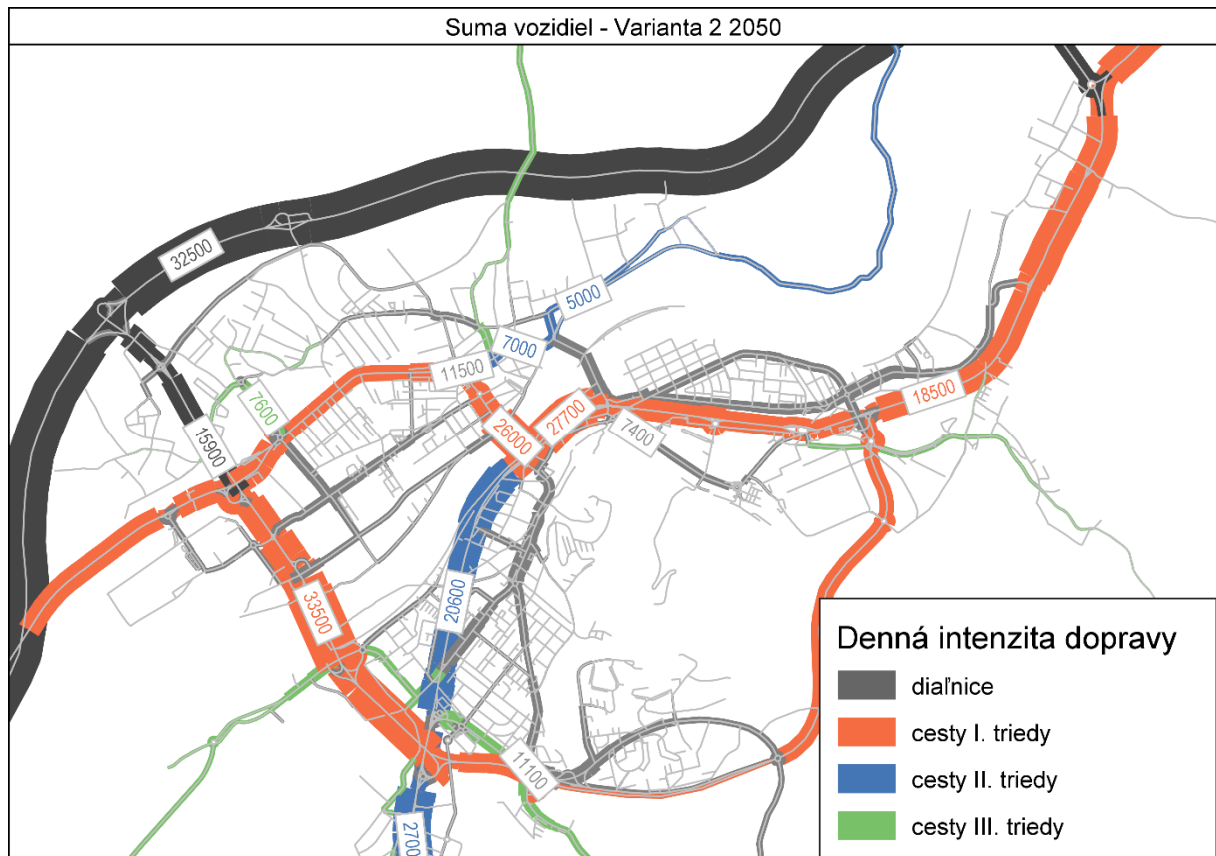 Suma vozidiel - Varianta 2 2050
32500
5000
7000
11500
7600
15900
26000
27700
7400
18500
33500
20600
11100
2700
Denná intenzita dopravy
diaľnice
cesty I. triedy
cesty II. triedy
cesty III. triedy